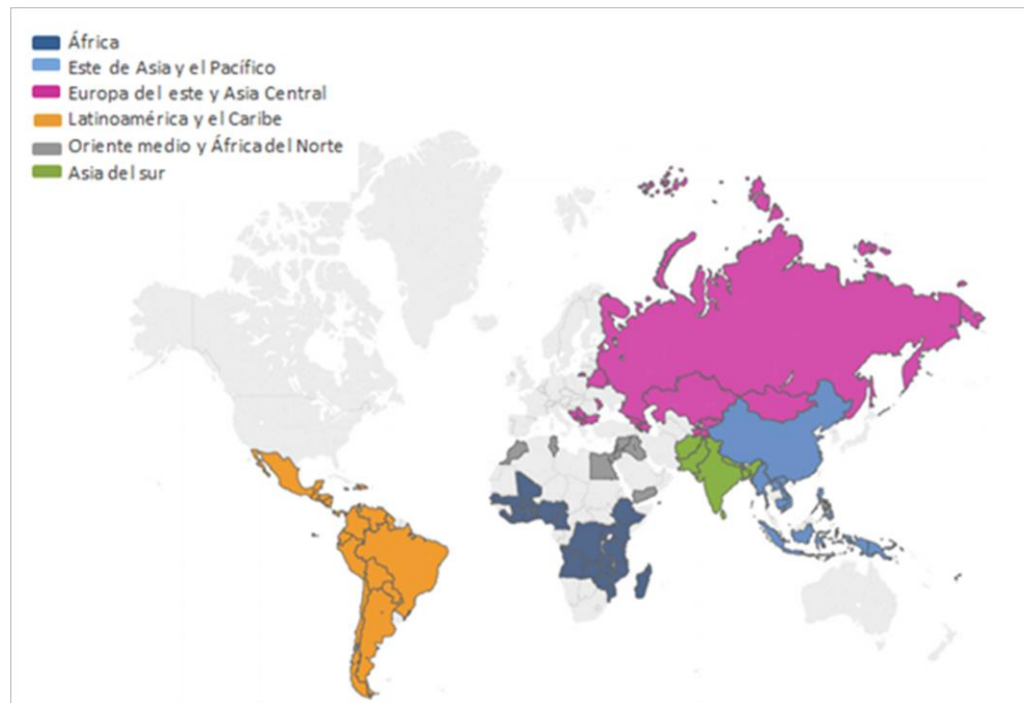 África
Este de Asia y el Pacífico
Europa del este y Asia Central
Latinoamérica y el Caribe
Oriente medio y África del Norte
Asia del sur